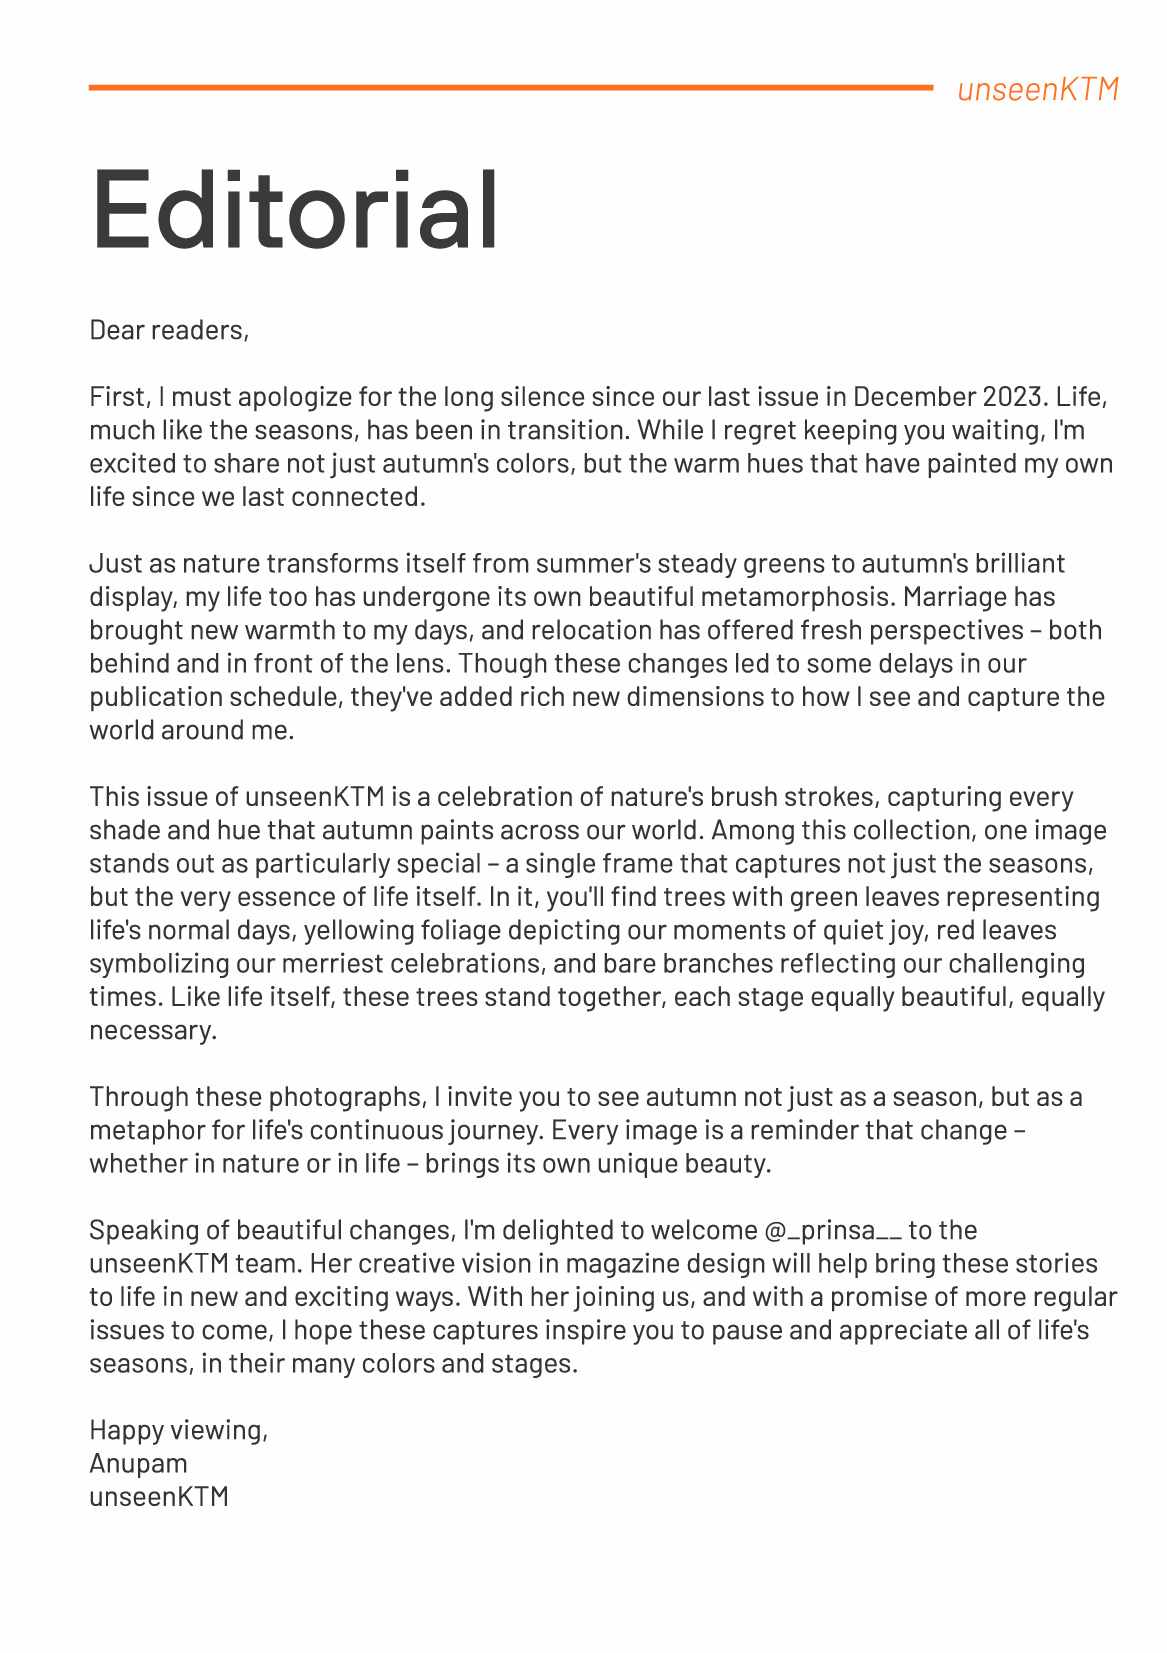 unseenKTM
Editorial
Dear readers,
First, I must apologize for the long silence since our last issue in December 2023. Life,
much like the seasons, has been in transition. While I regret keeping you waiting, I'm
excited to share not just autumn's colors, but the warm hues that have painted my own
life since we last connected.
Just as nature transforms itself from summer's steady greens to autumn's brilliant
display, my life too has undergone its own beautiful metamorphosis. Marriage has
brought new warmth to my days, and relocation has offered fresh perspectives – both
behind and in front of the lens. Though these changes led to some delays in our
publication schedule, they've added rich new dimensions to how I see and capture the
world around me.
This issue of unseenKTM is a celebration of nature's brush strokes, capturing every
shade and hue that autumn paints across our world. Among this collection, one image
stands out as particularly special – a single frame that captures not just the seasons,
but the very essence of life itself. In it, you'll find trees with green leaves representing
life's normal days, yellowing foliage depicting our moments of quiet joy, red leaves
symbolizing our merriest celebrations, and bare branches reflecting our challenging
times. Like life itself, these trees stand together, each stage equally beautiful, equally
necessary.
Through these photographs, I invite you to see autumn not just as a season, but as a
metaphor for life's continuous journey. Every image is a reminder that change –
whether in nature or in life – brings its own unique beauty.
Speaking of beautiful changes, I'm delighted to welcome @_prinsa__ to the
unseenKTM team. Her creative vision in magazine design will help bring these stories
to life in new and exciting ways. With her joining us, and with a promise of more regular
issues to come, I hope these captures inspire you to pause and appreciate all of life's
seasons, in their many colors and stages.
Happy viewing,
Anupam
unseenKTM